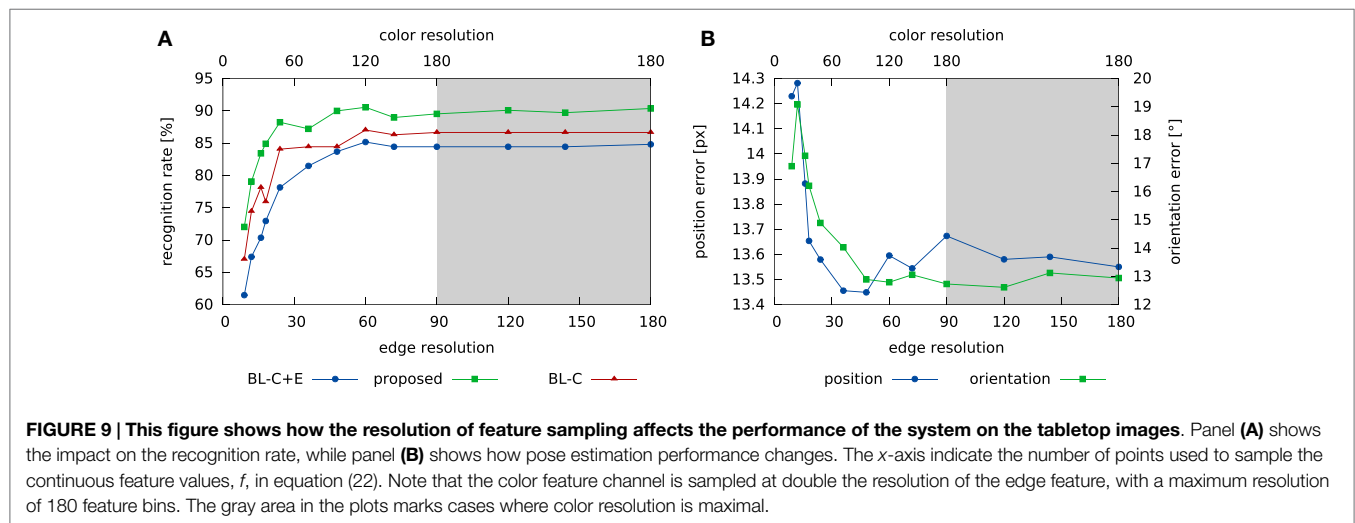 A
color resolution
0 60 120 180 180
95
90
85
80
75
70
65
60
recognition rate [%]
0 30 60 90 120 150 180
edge resolution
BL-C+E proposed BL-C
B
color resolution
0 60 120 180 180
14.3
14.2
14.1
14
13.9
13.8
13.7
13.6
13.5
13.4
position error [px]
20
19
18
17
16
15
14
13
12
orientation error [°]
0 30 60 90 120 150 180
edge resolution
position orientation
FIGURE 9 | This figure shows how the resolution of feature sampling affects the performance of the system on the tabletop images. Panel (A) shows
the impact on the recognition rate, while panel (B) shows how pose estimation performance changes. The x-axis indicate the number of points used to sample the
continuous feature values, f, in equation (22). Note that the color feature channel is sampled at double the resolution of the edge feature, with a maximum resolution
of 180 feature bins. The gray area in the plots marks cases where color resolution is maximal.